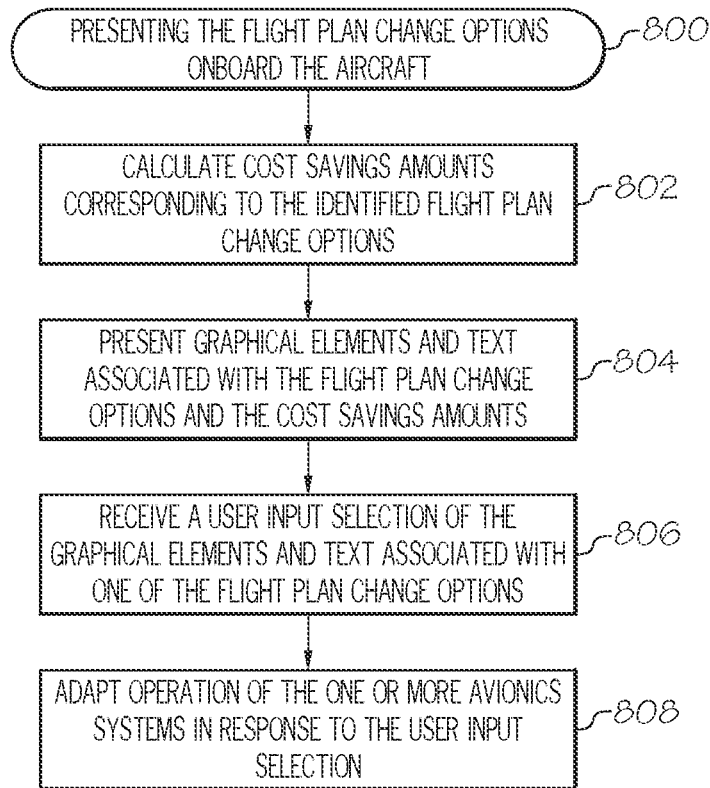 PRESENTING THE FLIGHT PLAN CHANGE OPTIONS
ONBOARD THE AIRCRAFT
800
CALCULATE COST SAVINGS AMOUNTS
CORRESPONDING TO THE IDENTIFIED FLIGHT PLAN
CHANGE OPTIONS
802
PRESENT GRAPHICAL ELEMENTS AND TEXT
ASSOCIATED WITH THE FLIGHT PLAN CHANGE
OPTIONS AND THE COST SAVINGS AMOUNTS
804
RECEIVE A USER INPUT SELECTION OF THE
GRAPHICAL ELEMENTS AND TEXT ASSOCIATED WITH
ONE OF THE FLIGHT PLAN CHANGE OPTIONS
806
ADAPT OPERATION OF THE ONE OR MORE AVIONICS
SYSTEMS IN RESPONSE TO THE USER INPUT
SELECTION
808